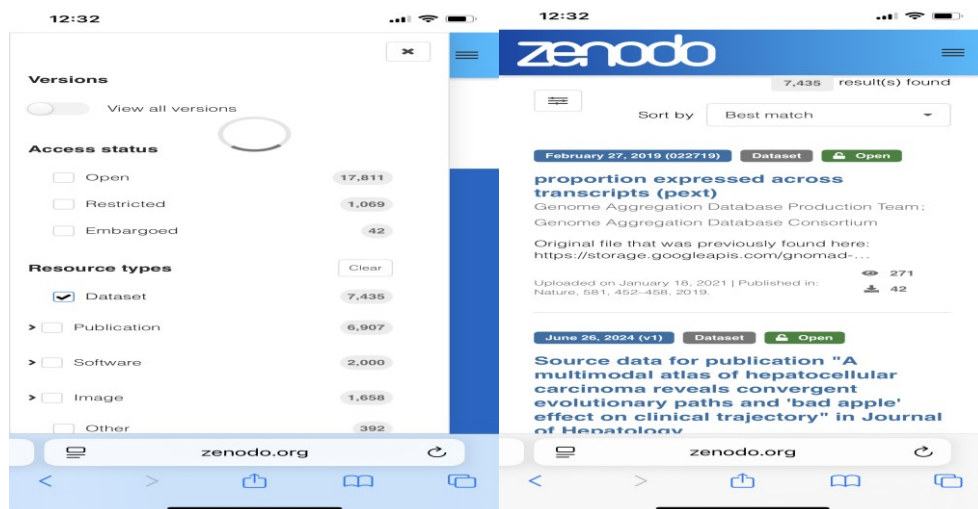 12:32
×
Versions
View all versions
Access status
Open 17,811
Restricted 1,069
Embargoed 42
Resource types Clear
Dataset 7,435
Publication 6,907
Software 2,000
Image 1,658
Other 392
zenodo.org
12:32
zenodo
7,435 result(s) found
Sort by Best match
February 27, 2019 (022719) Dataset Open
proportion expressed across
transcripts (pext)
Genome Aggregation Database Production Team;
Genome Aggregation Database Consortium
Original file that was previously found here:
https://storage.googleapis.com/gnomad-...
271
Uploaded on January 18, 2021 | Published in:
Nature, 581, 452–458, 2019.
42
June 26, 2024 (v1) Dataset Open
Source data for publication "A
multimodal atlas of hepatocellular
carcinoma reveals convergent
evolutionary paths and 'bad apple'
effect on clinical trajectory" in Journal
of Hepatology
zenodo.org